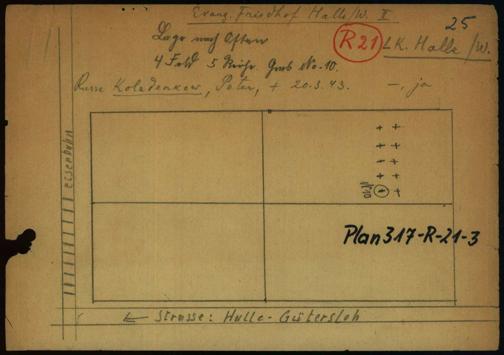 Evang. Friedhof Halle/W. II
25
Lage nach Osten
R21
LK. Halle/W.
4 Feld 5 Reihe Grab No. 10.
Russe Koladenkow, Peter, + 20.3.43. -, ja
Eisenbahn
Plan 317-R-21-3
← Strasse: Halle-Gütersloh